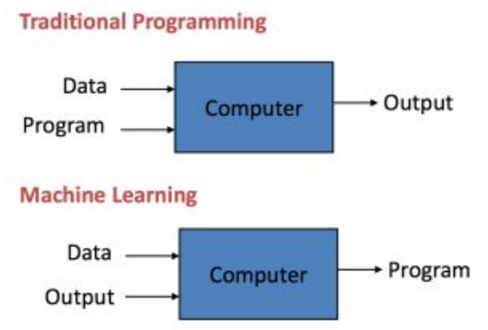 Traditional Programming
Data
Program
Computer
Output
Machine Learning
Data
Output
Computer
Program